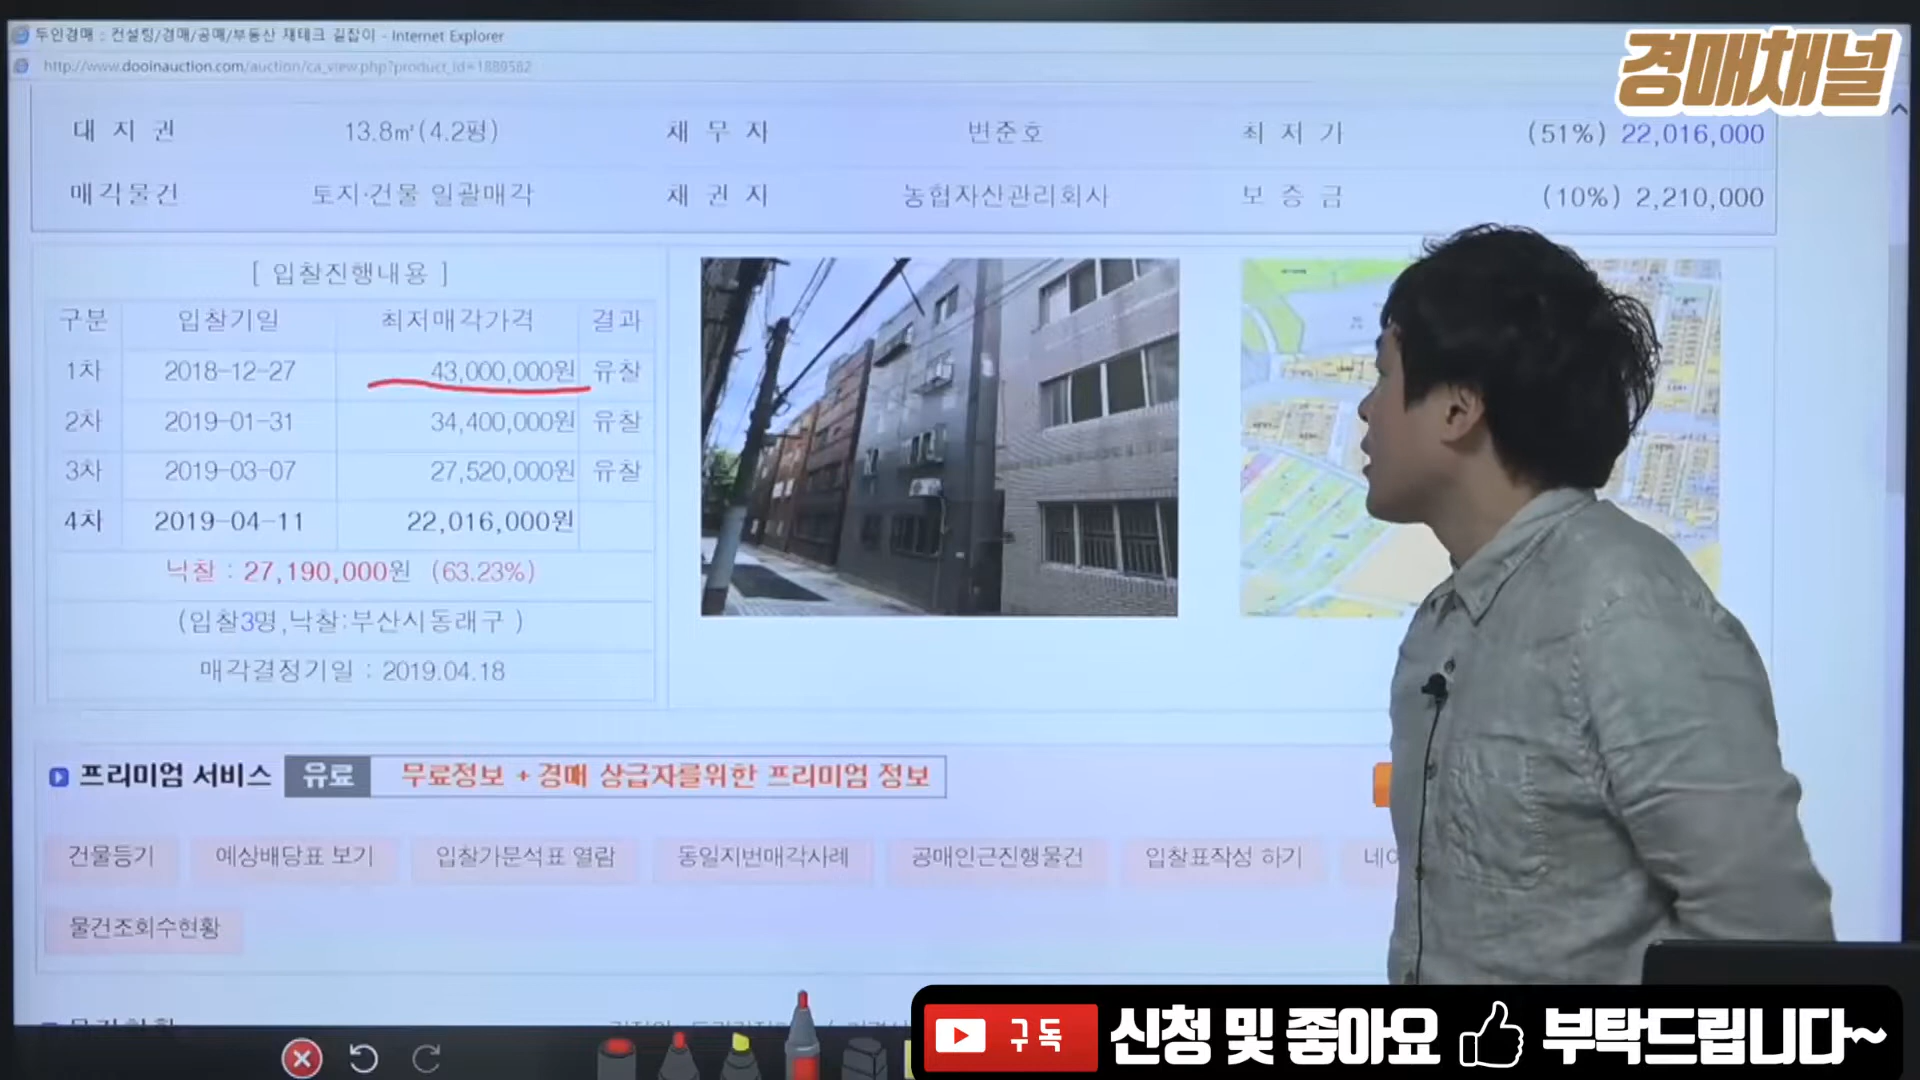 두인경매 : 컨설팅/경매/공매/부동산 재테크 길잡이 - Internet Explorer
http://www.dooinauction.com/auction/ca_view.php?product_id=1889582
경매채널
대 지 권 13.8㎡(4.2평) 채 무 자 변준호 최 저 가 (51%) 22,016,000
매각물건 토지·건물 일괄매각 채 권 자 농협자산관리회사 보 증 금 (10%) 2,210,000
[ 입찰진행내용 ]
구분 입찰기일 최저매각가격 결과
1차 2018-12-27 43,000,000원 유찰
2차 2019-01-31 34,400,000원 유찰
3차 2019-03-07 27,520,000원 유찰
4차 2019-04-11 22,016,000원
낙찰 : 27,190,000원 (63.23%)
(입찰3명,낙찰:부산시동래구 )
매각결정기일 : 2019.04.18
프리미엄 서비스 유료 무료정보 + 경매 상급자를위한 프리미엄 정보
건물등기 예상배당표 보기 입찰가분석표 열람 동일지번매각사례 공매인근진행물건 입찰표작성 하기
물건조회수현황
구독 신청 및 좋아요 부탁드립니다~